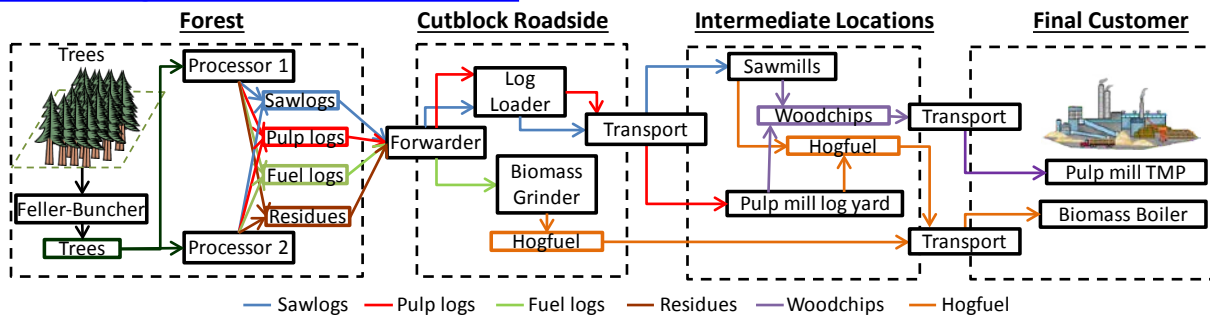 Forest
Cutblock Roadside
Intermediate Locations
Final Customer
Trees
Processor 1
Sawlogs
Pulp logs
Fuel logs
Residues
Feller-Buncher
Trees
Processor 2
Forwarder
Log
Loader
Biomass
Grinder
Hogfuel
Transport
Sawmills
Woodchips
Hogfuel
Pulp mill log yard
Transport
Transport
Pulp mill TMP
Biomass Boiler
Sawlogs
Pulp logs
Fuel logs
Residues
Woodchips
Hogfuel